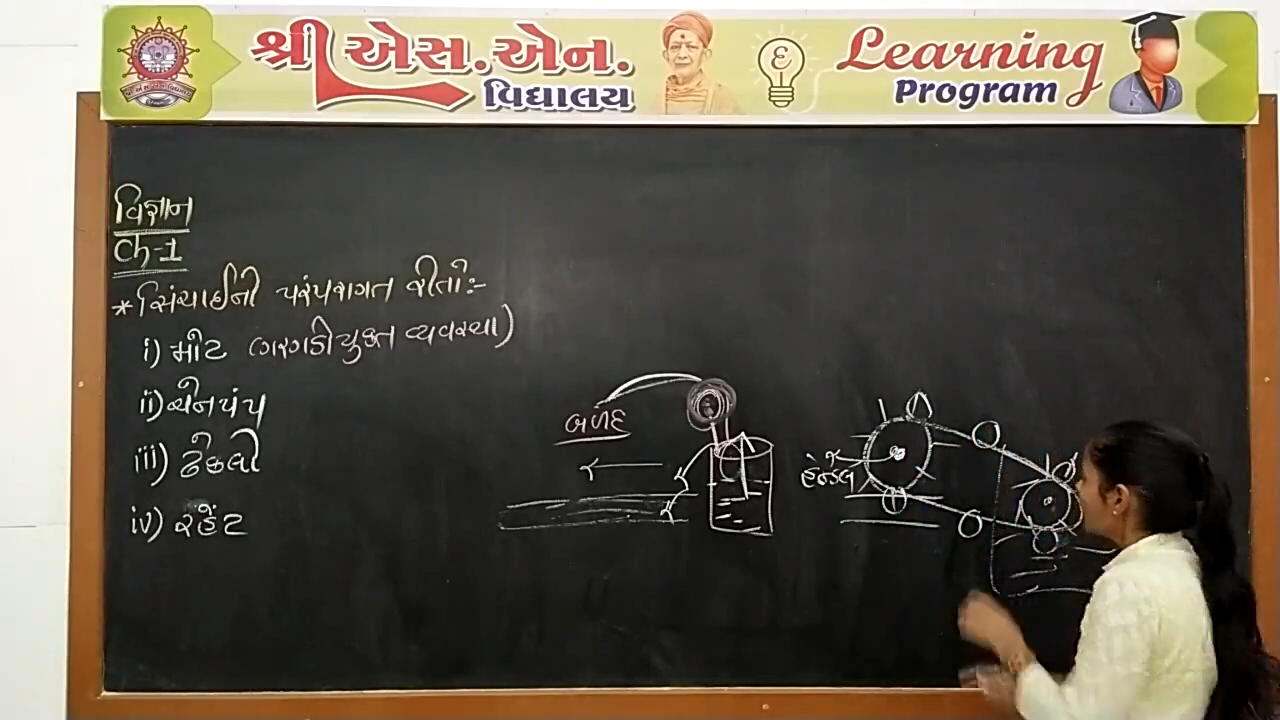 શ્રી એસ. એન.
વિદ્યાલય
Learning
Program
વિજ્ઞાન
Ch-1
* સિંચાઈની પરંપરાગત રીતો:-
i) મોટ (ગરગડીયુક્ત વ્યવસ્થા)
ii) ચેનપંપ
iii) ઢેકલી
iv) રહેંટ
બળદ
હેન્ડલ